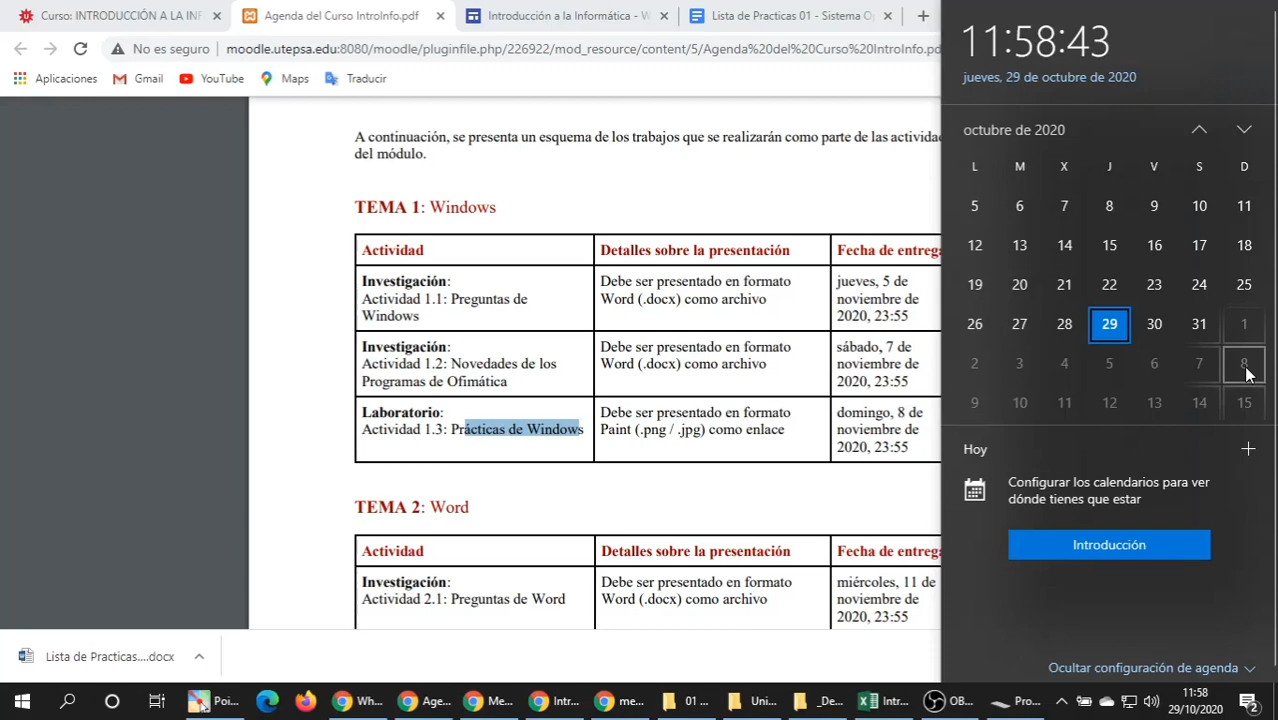 Curso: INTRODUCCIÓN A LA INF
Agenda del Curso IntroInfo.pdf
Introducción a la Informática - W
Lista de Practicas 01 - Sistema Op
No es seguro
moodle.utepsa.edu:8080/moodle/pluginfile.php/226922/mod_resource/content/5/Agenda%20del%20Curso%20IntroInfo.pd
Aplicaciones
Gmail
YouTube
Maps
Traducir
A continuación, se presenta un esquema de los trabajos que se realizarán como parte de las actividad
del módulo.
TEMA 1: Windows
Actividad
Detalles sobre la presentación
Fecha de entreg
Investigación:
Actividad 1.1: Preguntas de
Windows
Debe ser presentado en formato
Word (.docx) como archivo
jueves, 5 de
noviembre de
2020, 23:55
Investigación:
Actividad 1.2: Novedades de los
Programas de Ofimática
Debe ser presentado en formato
Word (.docx) como archivo
sábado, 7 de
noviembre de
2020, 23:55
Laboratorio:
Actividad 1.3: Prácticas de Windows
Debe ser presentado en formato
Paint (.png / .jpg) como enlace
domingo, 8 de
noviembre de
2020, 23:55
TEMA 2: Word
Actividad
Detalles sobre la presentación
Fecha de entreg
Investigación:
Actividad 2.1: Preguntas de Word
Debe ser presentado en formato
Word (.docx) como archivo
miércoles, 11 de
noviembre de
2020, 23:55
11:58:43
jueves, 29 de octubre de 2020
octubre de 2020
L M X J V S D
5 6 7 8 9 10 11
12 13 14 15 16 17 18
19 20 21 22 23 24 25
26 27 28 29 30 31 1
2 3 4 5 6 7 8
9 10 11 12 13 14 15
Hoy
Configurar los calendarios para ver
dónde tienes que estar
Introducción
Ocultar configuración de agenda
Lista de Practicas....docx
Poi...
Wh...
Age...
Me...
Intr...
me...
01 ...
Uni...
_De...
Intr...
OB...
Pro...
11:58
29/10/2020
2